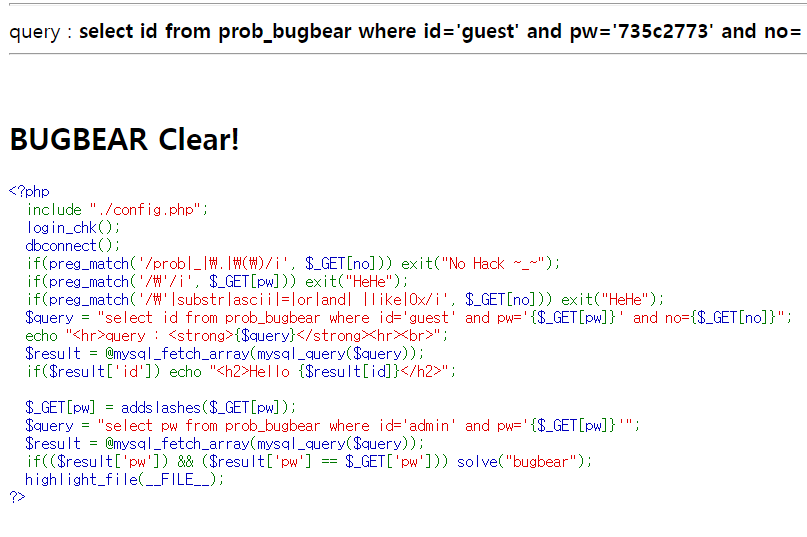 query : select id from prob_bugbear where id='guest' and pw='735c2773' and no=
BUGBEAR Clear!
<?php
include "./config.php";
login_chk();
dbconnect();
if(preg_match('/prob|_|₩.|₩(₩)/i', $_GET[no])) exit("No Hack ~_~");
if(preg_match('/₩'/i', $_GET[pw])) exit("HeHe");
if(preg_match('/₩'|substr|ascii|=|or|and| |like|0x/i', $_GET[no])) exit("HeHe");
$query = "select id from prob_bugbear where id='guest' and pw='{$_GET[pw]}' and no={$_GET[no]}";
echo "<hr>query : <strong>{$query}</strong><hr><br>";
$result = @mysql_fetch_array(mysql_query($query));
if($result['id']) echo "<h2>Hello {$result[id]}</h2>";
$_GET[pw] = addslashes($_GET[pw]);
$query = "select pw from prob_bugbear where id='admin' and pw='{$_GET[pw]}'";
$result = @mysql_fetch_array(mysql_query($query));
if(($result['pw']) && ($result['pw'] == $_GET['pw'])) solve("bugbear");
highlight_file(__FILE__);
?>